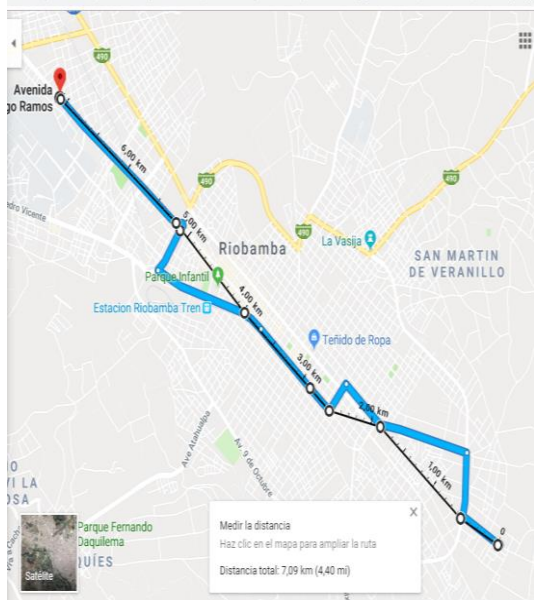 490
Avenida
go Ramos
6,00 km
490
490
5,00 km
Riobamba
La Vasija
SAN MARTIN
DE VERANILLO
Parque Infantil
4,00 km
Estacion Riobamba Tren
Teñido de Ropa
490
3,00 km
2,00 km
Ave Atahualpa
Av. 9 de Octubre
1,00 km
0
Parque Fernando
Daquilema
QUÍES
Satélite
Medir la distancia
X
Haz clic en el mapa para ampliar la ruta
Distancia total: 7,09 km (4,40 mi)